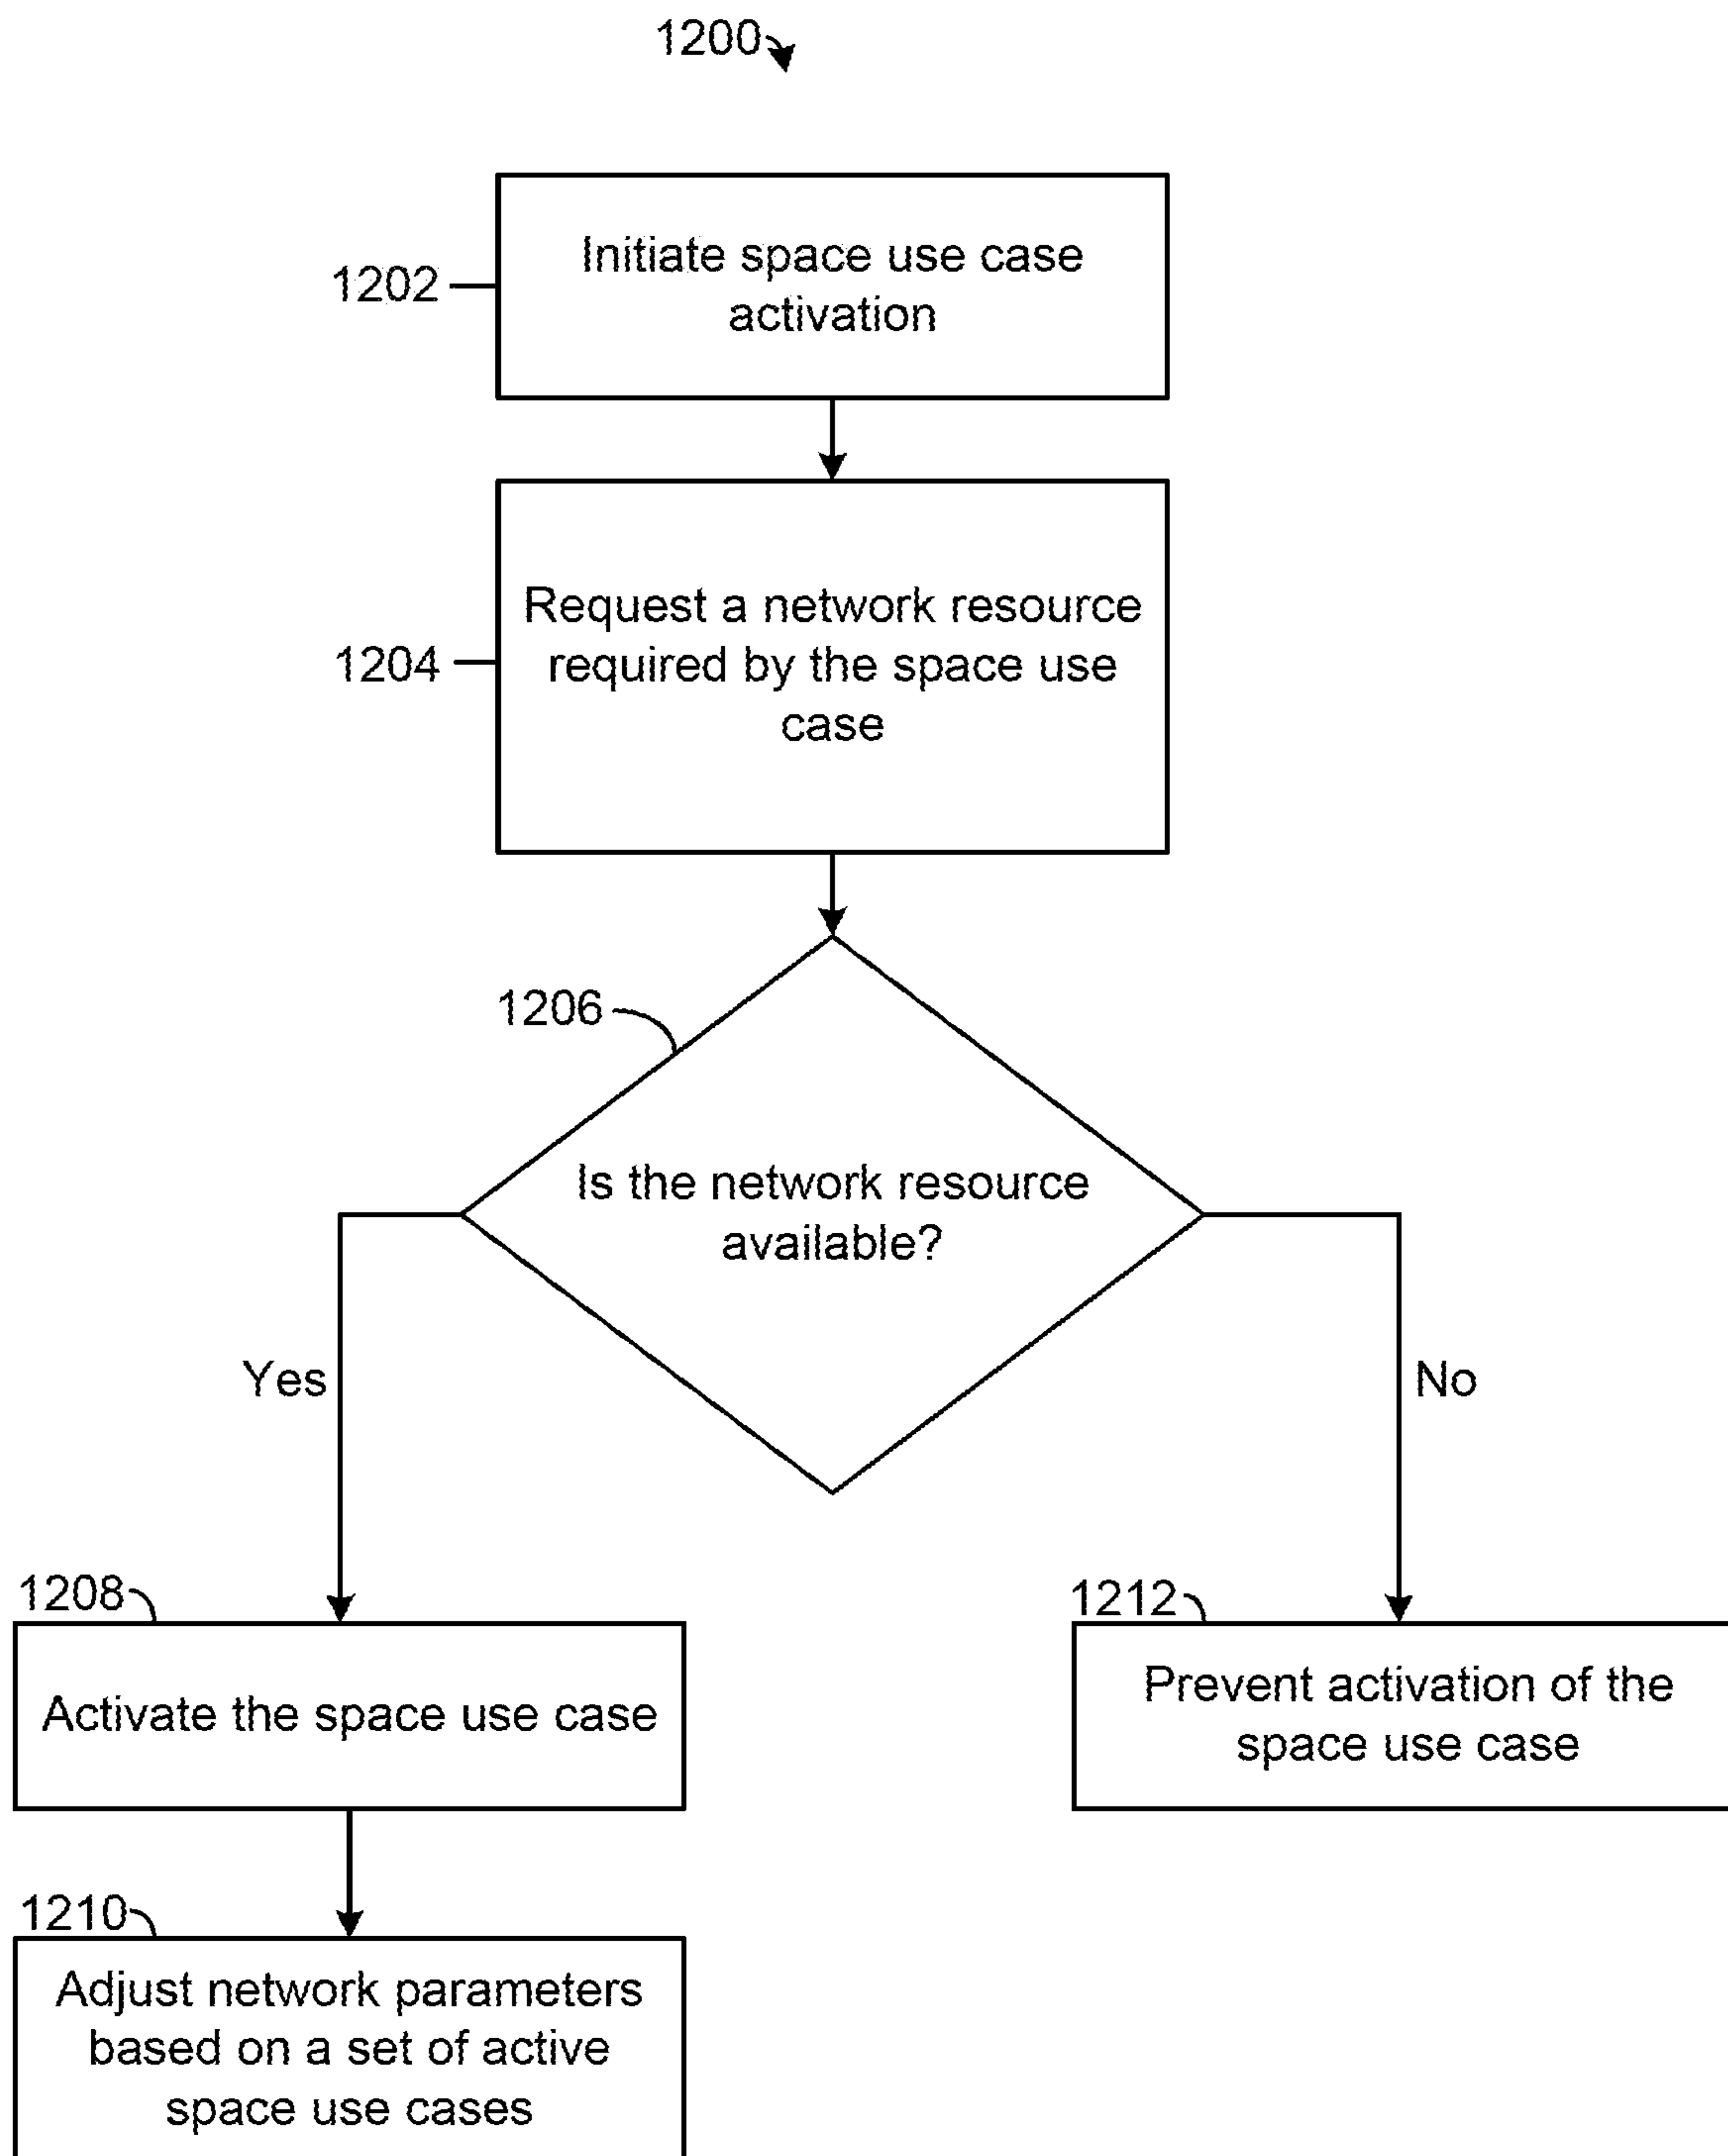 1200
1202
Initiate space use case
activation
1204
Request a network resource
required by the space use
case
1206
Is the network resource
available?
Yes
No
1208
Activate the space use case
1212
Prevent activation of the
space use case
1210
Adjust network parameters
based on a set of active
space use cases